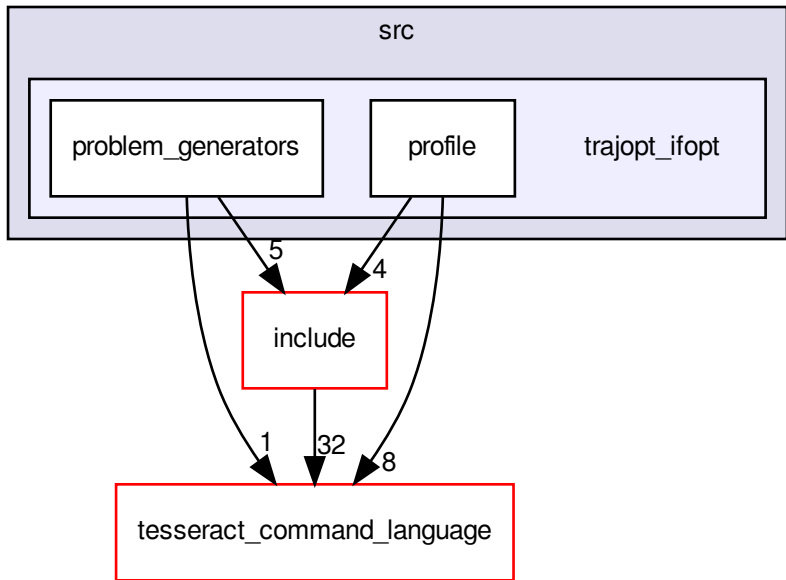 src
problem_generators
profile
trajopt_ifopt
5
4
include
1
32
8
tesseract_command_language